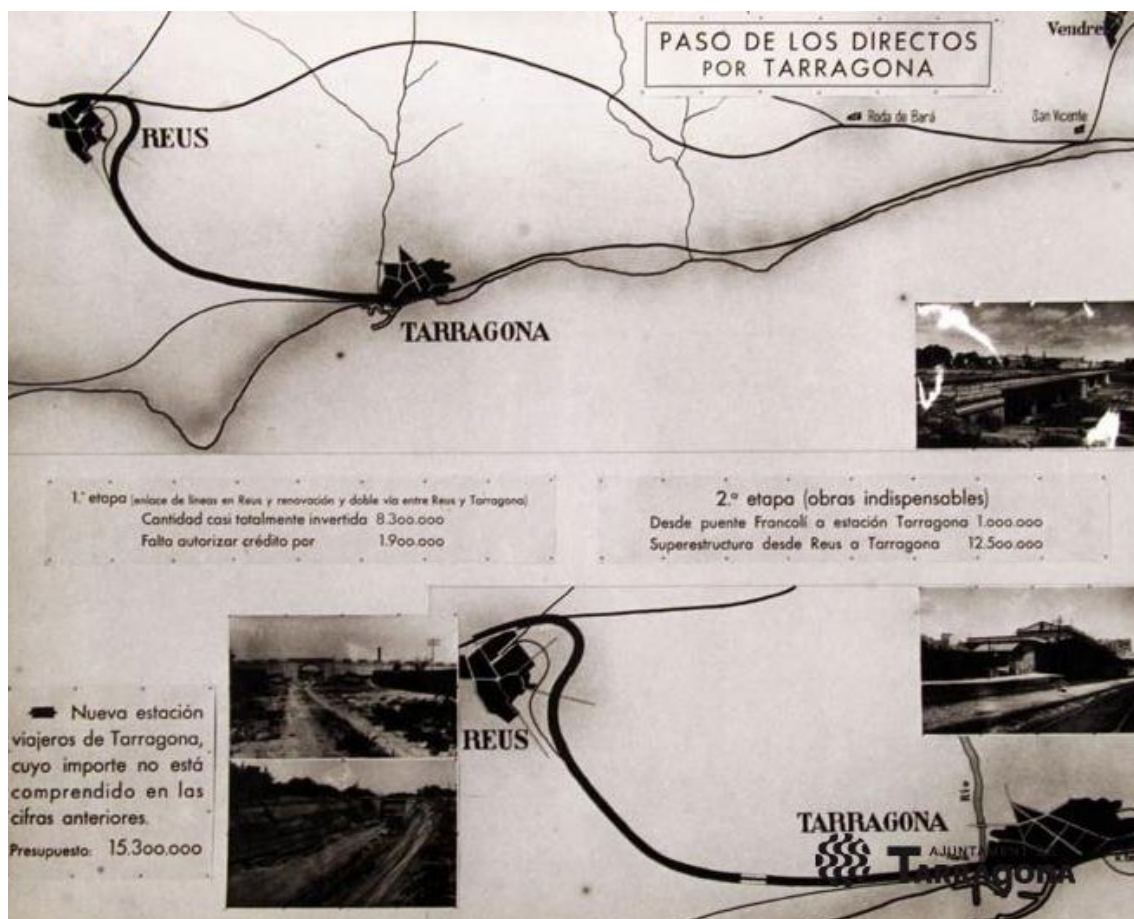 PASO DE LOS DIRECTOS
POR TARRAGONA
Vendre
Roda de Bará
San Vicente
REUS
TARRAGONA
1.ª etapa (enlace de líneas en Reus y renovación y doble vía entre Reus y Tarragona)
Cantidad casi totalmente invertida 8.300.000
Falta autorizar crédito por 1.900.000
2.ª etapa (obras indispensables)
Desde puente Francolí a estación Tarragona 1.000.000
Superestructura desde Reus a Tarragona 12.500.000
Nueva estación
viajeros de Tarragona,
cuyo importe no está
comprendido en las
cifras anteriores.
Presupuesto: 15.300.000
REUS
Rio
TARRAGONA
AJUNTAMENT
TARRAGONA